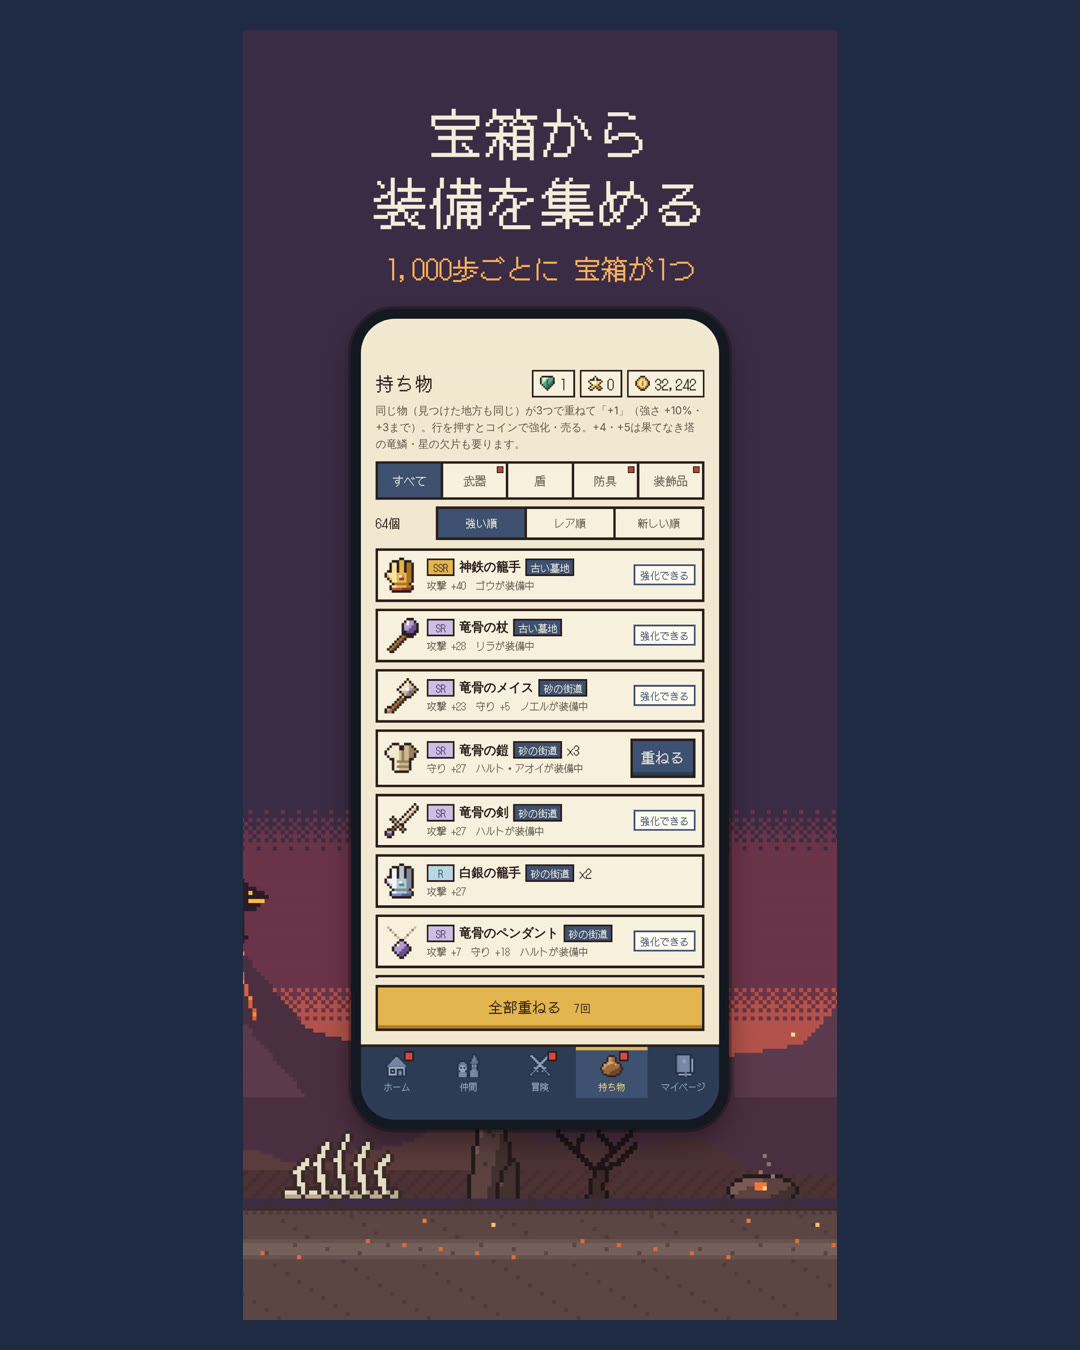 宝箱から
装備を集める
1,000歩ごとに 宝箱が1つ
持ち物
1
0
32,242
同じ物（見つけた地方も同じ）が3つで重ねて「+1」（強さ +10%・
+3まで）。行を押すとコインで強化・売る。+4・+5は果てなき塔
の竜鱗・星の欠片も要ります。
すべて 武器 盾 防具 装飾品
64個 強い順 レア順 新しい順
SSR 神鉄の籠手 古い墓地
攻撃 +40 ゴウが装備中
強化できる
SR 竜骨の杖 古い墓地
攻撃 +28 リラが装備中
強化できる
SR 竜骨のメイス 砂の街道
攻撃 +23 守り +5 ノエルが装備中
強化できる
SR 竜骨の鎧 砂の街道 x3
守り +27 ハルト・アオイが装備中
重ねる
SR 竜骨の剣 砂の街道
攻撃 +27 ハルトが装備中
強化できる
R 白銀の籠手 砂の街道 x2
攻撃 +27
SR 竜骨のペンダント 砂の街道
攻撃 +7 守り +18 ハルトが装備中
強化できる
全部重ねる 7回
ホーム 仲間 冒険 持ち物 マイページ